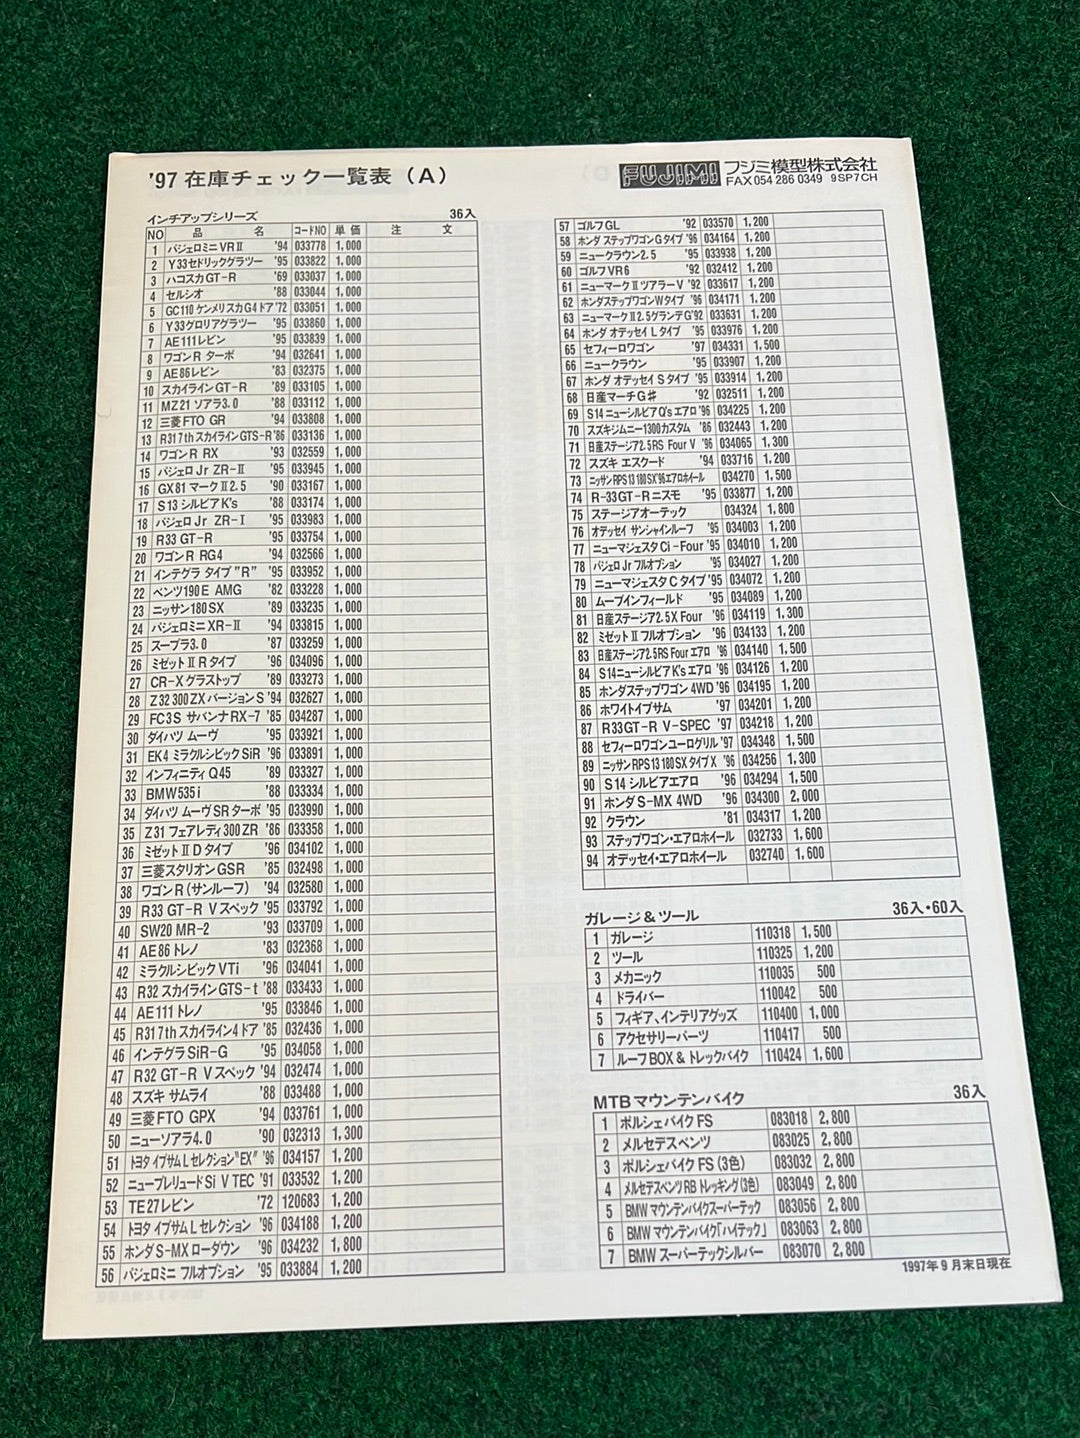 '97 在庫チェック一覧表（A）
FUJIMI フジミ模型株式会社
FAX 054 286 0349 9SP7CH
インチアップシリーズ 36入
NO 品 名 コードNO 単 価 注 文
1 パジェロミニVRⅡ '94 033778 1,000
2 Y33セドリックグラツー '95 033822 1,000
3 ハコスカGT-R '69 033037 1,000
4 セルシオ '88 033044 1,000
5 GC110ケンメリスカG4ドア'72 033051 1,000
6 Y33グロリアグラツー '95 033860 1,000
7 AE111レビン '95 033839 1,000
8 ワゴンR ターボ '94 032641 1,000
9 AE86レビン '83 032375 1,000
10 スカイラインGT-R '89 033105 1,000
11 MZ21 ソアラ3.0 '88 033112 1,000
12 三菱FTO GR '94 033808 1,000
13 R31 7thスカイラインGTS-R'86 033136 1,000
14 ワゴンR RX '93 032559 1,000
15 パジェロJr ZR-Ⅱ '95 033945 1,000
16 GX81 マークⅡ2.5 '90 033167 1,000
17 S13 シルビアK's '88 033174 1,000
18 パジェロJr ZR-Ⅰ '95 033983 1,000
19 R33 GT-R '95 033754 1,000
20 ワゴンR RG4 '94 032566 1,000
21 インテグラ タイプ"R" '95 033952 1,000
22 ベンツ190E AMG '82 033228 1,000
23 ニッサン180SX '89 033235 1,000
24 パジェロミニXR-Ⅱ '94 033815 1,000
25 スープラ3.0 '87 033259 1,000
26 ミゼットⅡRタイプ '96 034096 1,000
27 CR-Xグラストップ '89 033273 1,000
28 Z32 300ZXバージョンS '94 032627 1,000
29 FC3S サバンナRX-7 '85 034287 1,000
30 ダイハツ ムーヴ '95 033921 1,000
31 EK4ミラクルシビックSiR '96 033891 1,000
32 インフィニティQ45 '89 033327 1,000
33 BMW535i '88 033334 1,000
34 ダイハツ ムーヴSRターボ '95 033990 1,000
35 Z31 フェアレディ300ZR '86 033358 1,000
36 ミゼットⅡDタイプ '96 034102 1,000
37 三菱スタリオンGSR '85 032498 1,000
38 ワゴンR（サンルーフ） '94 032580 1,000
39 R33 GT-R Vスペック '95 033792 1,000
40 SW20 MR-2 '93 033709 1,000
41 AE86トレノ '83 032368 1,000
42 ミラクルシビックVTi '96 034041 1,000
43 R32スカイラインGTS-t '88 033433 1,000
44 AE111トレノ '95 033846 1,000
45 R31 7thスカイライン4ドア '85 032436 1,000
46 インテグラSiR-G '95 034058 1,000
47 R32 GT-R Vスペック '94 032474 1,000
48 スズキ サムライ '88 033488 1,000
49 三菱FTO GPX '94 033761 1,000
50 ニューソアラ4.0 '90 032313 1,300
51 トヨタイプサムLセレクション"EX" '96 034157 1,200
52 ニュープレリュードSi V TEC '91 033532 1,200
53 TE27レビン '72 120683 1,200
54 トヨタイプサムLセレクション '96 034188 1,200
55 ホンダS-MXローダウン '96 034232 1,800
56 パジェロミニ フルオプション '95 033884 1,200
57 ゴルフGL '92 033570 1,200
58 ホンダ ステップワゴンGタイプ '96 034164 1,200
59 ニュークラウン2.5 '95 033938 1,200
60 ゴルフVR6 '92 032412 1,200
61 ニューマークⅡツアラーV '92 033617 1,200
62 ホンダステップワゴンWタイプ '96 034171 1,200
63 ニューマークⅡ2.5グランデG'92 033631 1,200
64 ホンダ オデッセイLタイプ '95 033976 1,200
65 セフィーロワゴン '97 034331 1,500
66 ニュークラウン '95 033907 1,200
67 ホンダ オデッセイSタイプ '95 033914 1,200
68 日産マーチG♯ '92 032511 1,200
69 S14ニューシルビアQ'sエアロ '96 034225 1,200
70 スズキジムニー1300カスタム '86 032443 1,200
71 日産ステージア2.5RS Four V '96 034065 1,300
72 スズキ エスクード '94 033716 1,200
73 ニッサンRPS13 180SX'96エアロホイール 034270 1,500
74 R-33GT-Rニスモ '95 033877 1,200
75 ステージアオーテック 034324 1,800
76 オデッセイ サンシャインルーフ '95 034003 1,200
77 ニューマジェスタCi-Four '95 034010 1,200
78 パジェロJrフルオプション '95 034027 1,200
79 ニューマジェスタCタイプ'95 034072 1,200
80 ムーブインフィールド '95 034089 1,200
81 日産ステージア2.5X Four '96 034119 1,300
82 ミゼットⅡフルオプション '96 034133 1,200
83 日産ステージア2.5RS Fourエアロ '96 034140 1,500
84 S14ニューシルビアK'sエアロ '96 034126 1,200
85 ホンダステップワゴン4WD '96 034195 1,200
86 ホワイトイプサム '97 034201 1,200
87 R33GT-R V-SPEC '97 034218 1,200
88 セフィーロワゴンユーログリル'97 034348 1,500
89 ニッサンRPS13 180SXタイプX '96 034256 1,300
90 S14 シルビアエアロ '96 034294 1,500
91 ホンダS-MX 4WD '96 034300 2,000
92 クラウン '81 034317 1,200
93 ステップワゴン・エアロホイール 032733 1,600
94 オデッセイ・エアロホイール 032740 1,600
ガレージ＆ツール 36入・60入
1 ガレージ 110318 1,500
2 ツール 110325 1,200
3 メカニック 110035 500
4 ドライバー 110042 500
5 フィギア、インテリアグッズ 110400 1,000
6 アクセサリーパーツ 110417 500
7 ルーフBOX＆トレックバイク 110424 1,600
MTBマウンテンバイク 36入
1 ポルシェバイクFS 083018 2,800
2 メルセデスベンツ 083025 2,800
3 ポルシェバイクFS（3色） 083032 2,800
4 メルセデスベンツRBトレッキング（3色） 083049 2,800
5 BMWマウンテンバイクスーパーテック 083056 2,800
6 BMWマウンテンバイク「ハイテック」 083063 2,800
7 BMWスーパーテックシルバー 083070 2,800
1997年9月末日現在